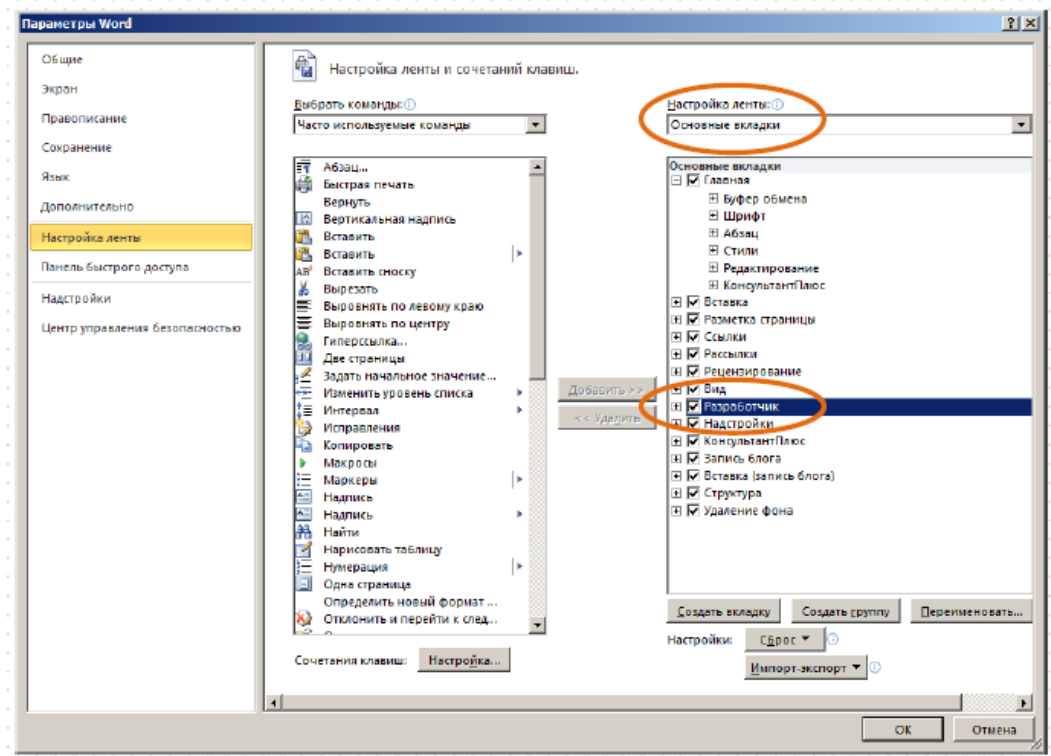 Параметры Word
Общие
Экран
Правописание
Сохранение
Язык
Дополнительно
Настройка ленты
Панель быстрого доступа
Надстройки
Центр управления безопасностью
Настройка ленты и сочетаний клавиш.
Выбрать команды:
Часто используемые команды
Абзац...
Быстрая печать
Вернуть
Вертикальная надпись
Вставить
Вставить
Вставить сноску
Вырезать
Выровнять по левому краю
Выровнять по центру
Гиперссылка...
Две страницы
Задать начальное значение...
Изменить уровень списка
Интервал
Исправления
Копировать
Макросы
Маркеры
Надпись
Надпись
Найти
Нарисовать таблицу
Нумерация
Одна страница
Определить новый формат ...
Отклонить и перейти к след...
Сочетания клавиш: Настройка...
Добавить >>
<< Удалить
Настройка ленты:
Основные вкладки
Основные вкладки
Главная
Буфер обмена
Шрифт
Абзац
Стили
Редактирование
КонсультантПлюс
Вставка
Разметка страницы
Ссылки
Рассылки
Рецензирование
Вид
Разработчик
Надстройки
КонсультантПлюс
Запись блога
Вставка (запись блога)
Структура
Удаление фона
Создать вкладку Создать группу Переименовать...
Настройки: Сброс
Импорт-экспорт
ОК Отмена